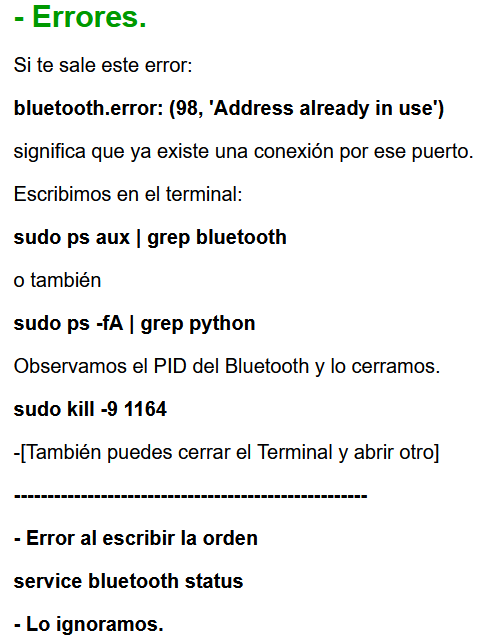 - Errores.
Si te sale este error:
bluetooth.error: (98, 'Address already in use')
significa que ya existe una conexión por ese puerto.
Escribimos en el terminal:
sudo ps aux | grep bluetooth
o también
sudo ps -fA | grep python
Observamos el PID del Bluetooth y lo cerramos.
sudo kill -9 1164
-[También puedes cerrar el Terminal y abrir otro]
-----------------------------------------------------
- Error al escribir la orden
service bluetooth status
- Lo ignoramos.